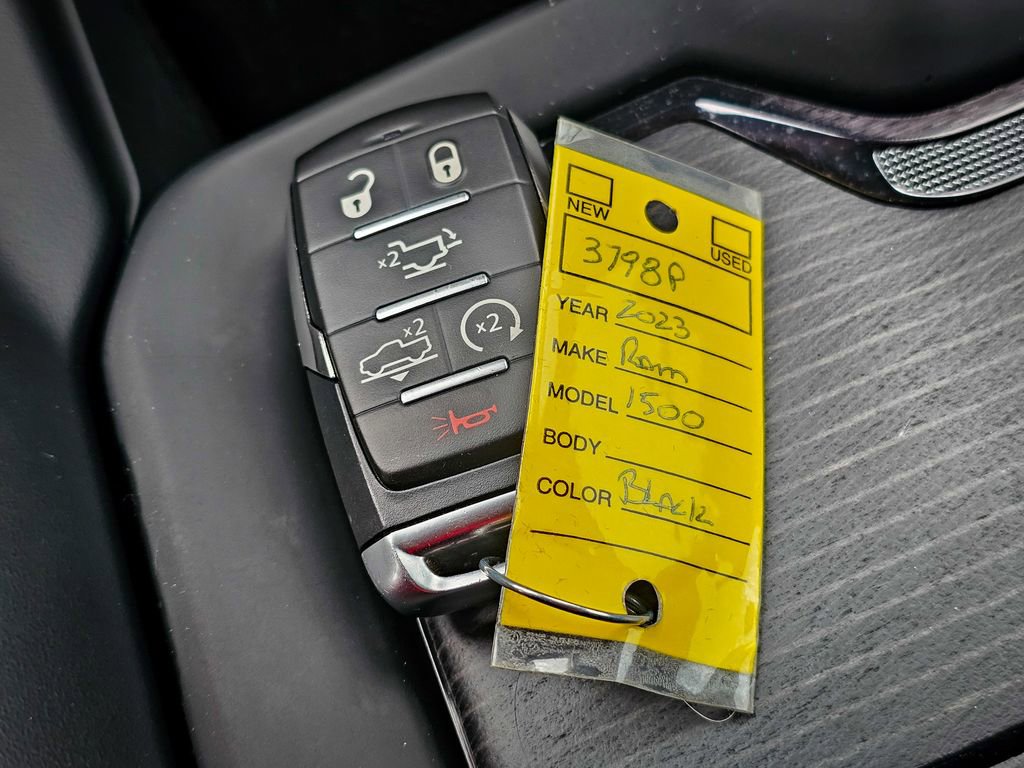 x2
x2
x2
NEW
USED
3798P
YEAR 2023
MAKE Ram
MODEL 1500
BODY
COLOR Black